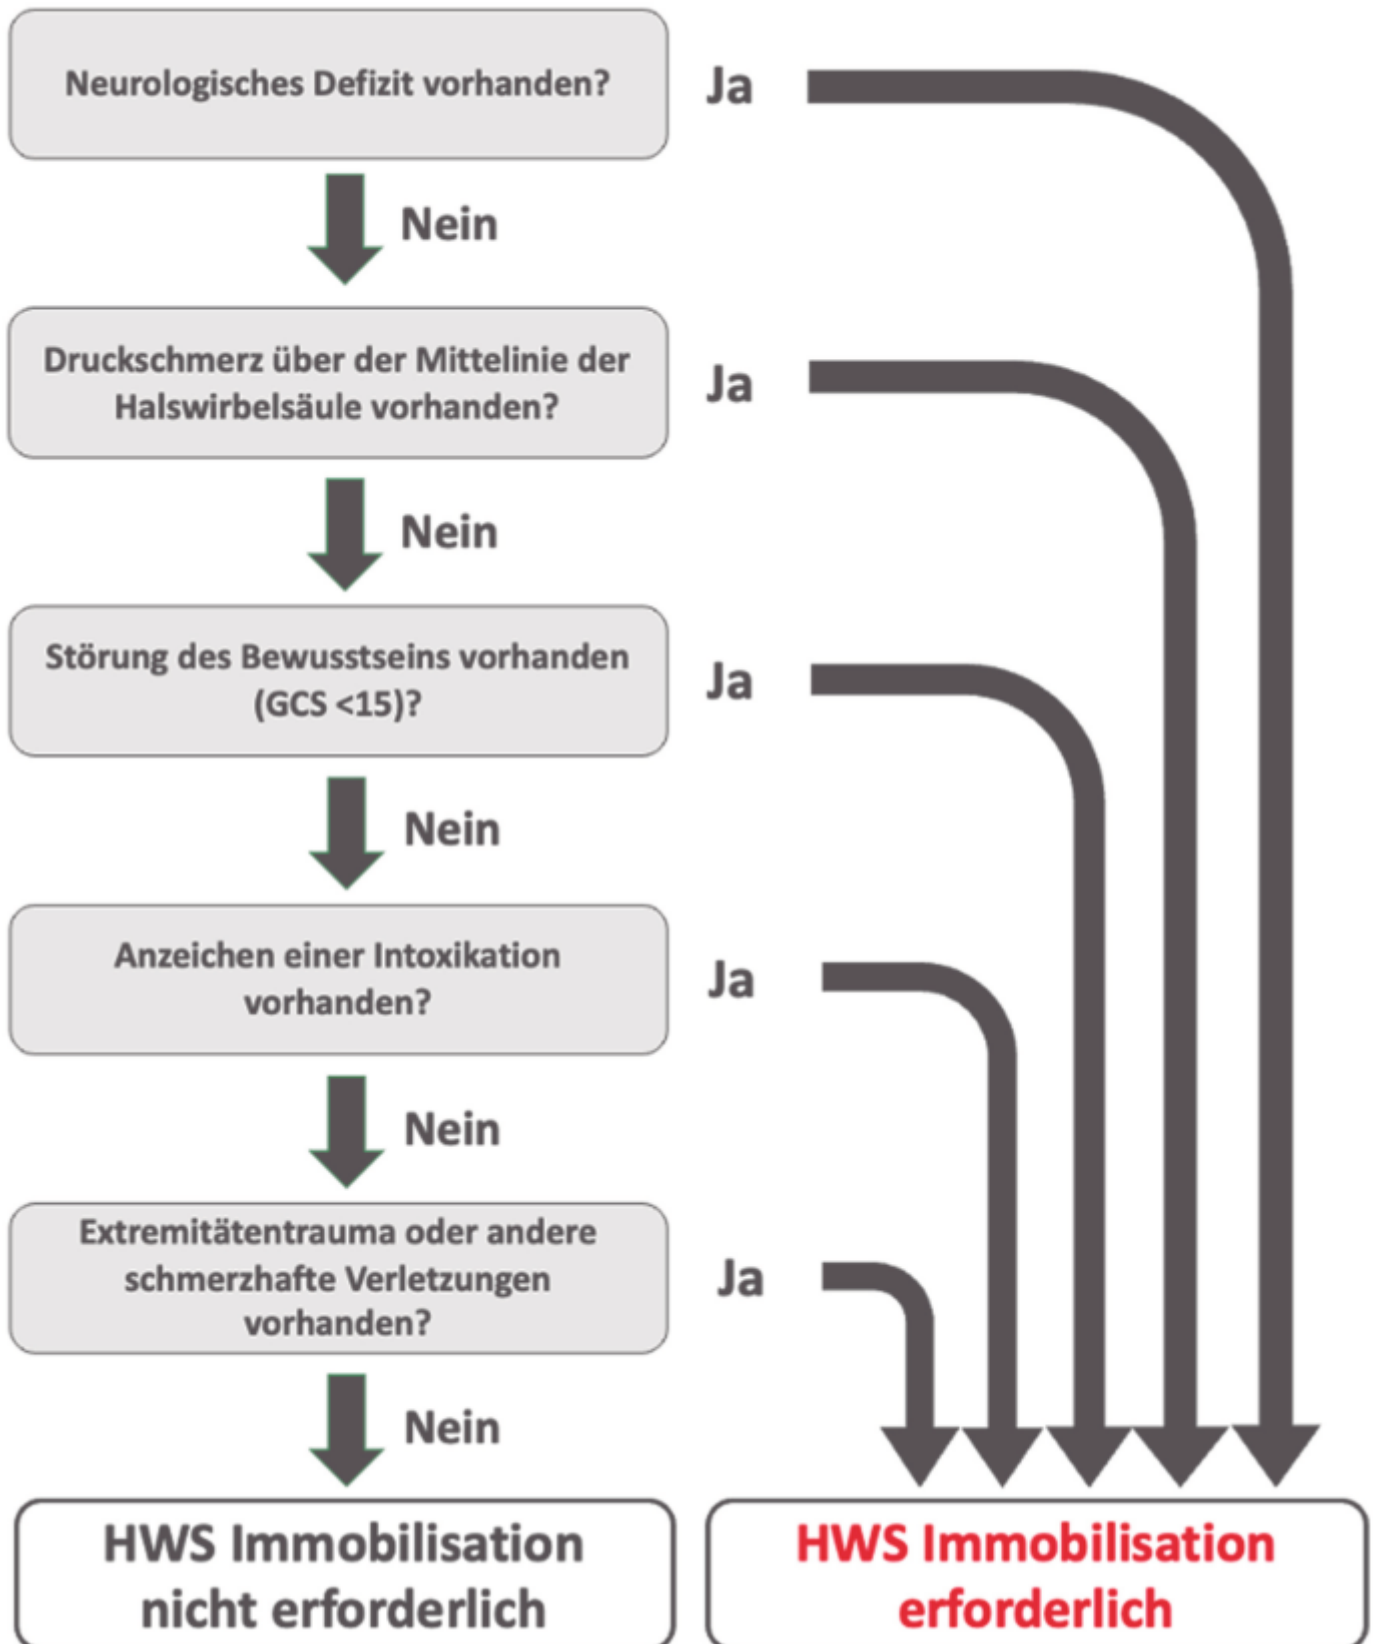 Neurologisches Defizit vorhanden?
Ja
Nein
Druckschmerz über der Mittelinie der
Halswirbelsäule vorhanden?
Ja
Nein
Störung des Bewusstseins vorhanden
(GCS <15)?
Ja
Nein
Anzeichen einer Intoxikation
vorhanden?
Ja
Nein
Extremitätentrauma oder andere
schmerzhafte Verletzungen
vorhanden?
Ja
Nein
HWS Immobilisation
nicht erforderlich
HWS Immobilisation
erforderlich